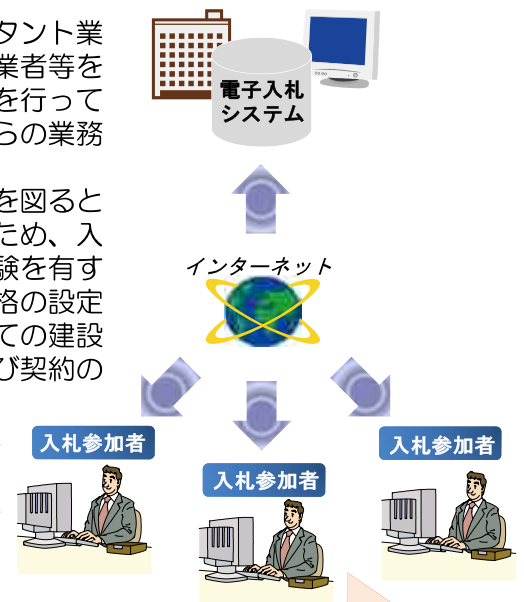 タント業
業者等を
を行って
らの業務
を図ると
ため、入
験を有す
格の設定
ての建設
び契約の
電子入札
システム
インターネット
入札参加者
入札参加者
入札参加者